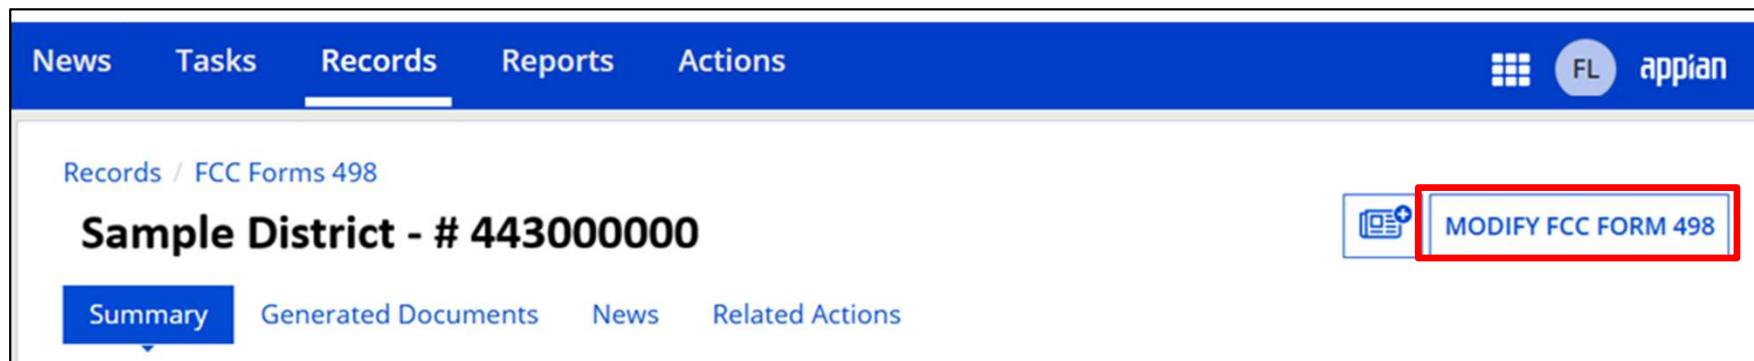 News Tasks Records Reports Actions FL appian
Records / FCC Forms 498
Sample District - # 443000000
MODIFY FCC FORM 498
Summary Generated Documents News Related Actions